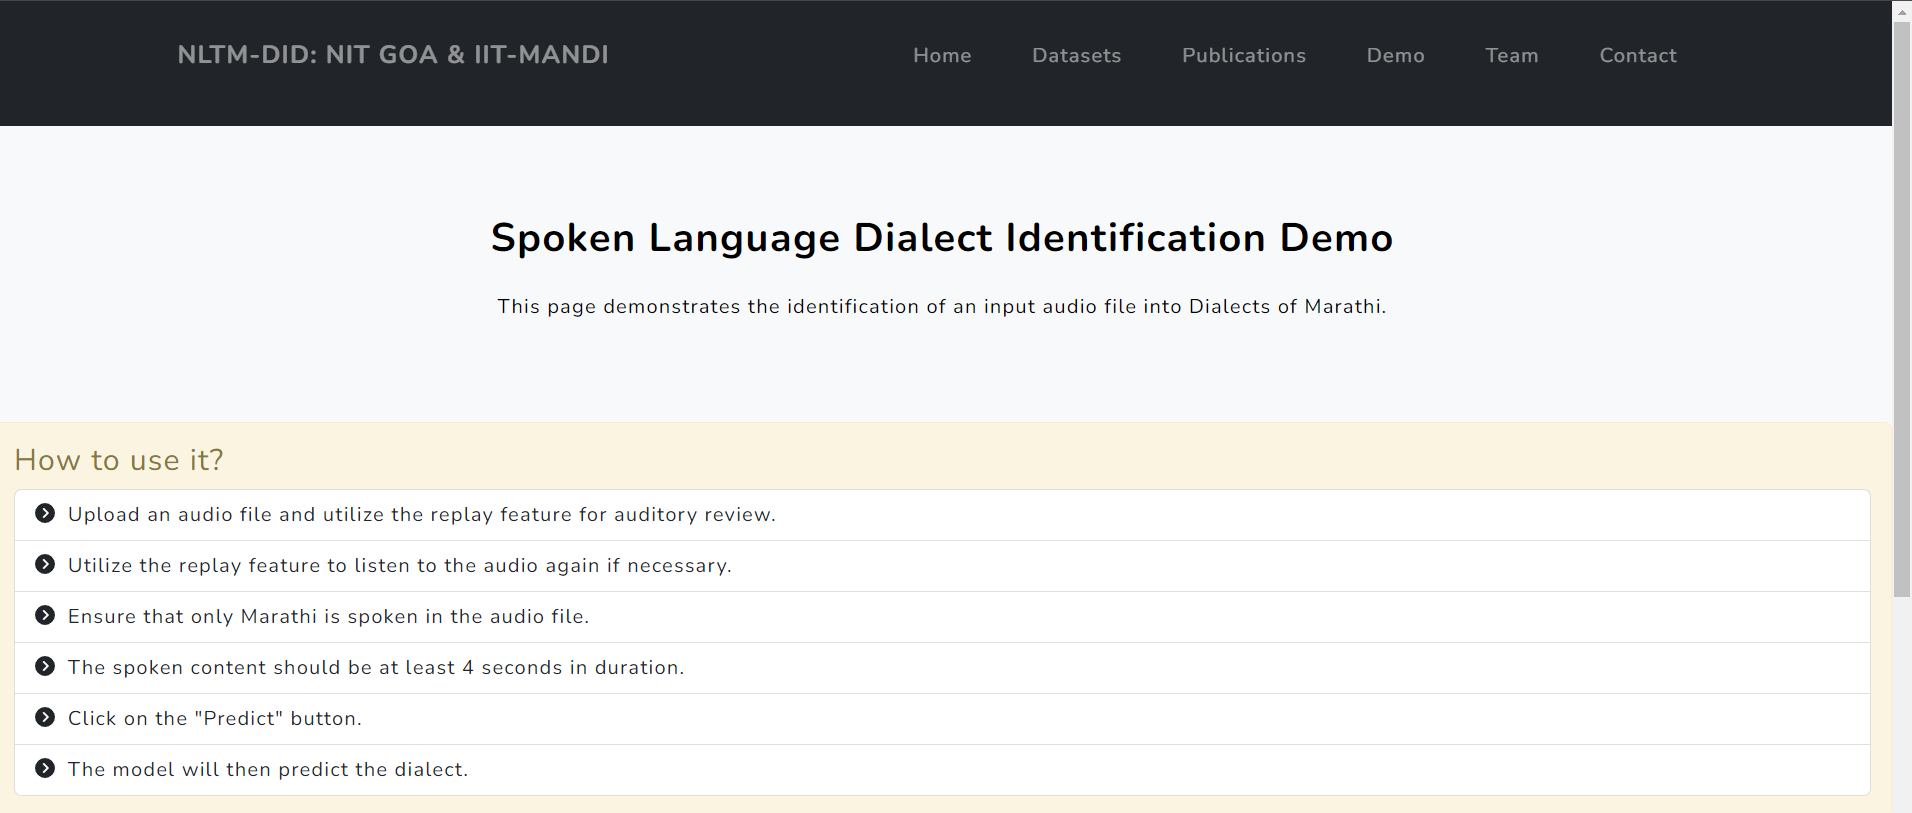 NLTM-DID: NIT GOA & IIT-MANDI
Home Datasets Publications Demo Team Contact
Spoken Language Dialect Identification Demo
This page demonstrates the identification of an input audio file into Dialects of Marathi.
How to use it?
Upload an audio file and utilize the replay feature for auditory review.
Utilize the replay feature to listen to the audio again if necessary.
Ensure that only Marathi is spoken in the audio file.
The spoken content should be at least 4 seconds in duration.
Click on the "Predict" button.
The model will then predict the dialect.